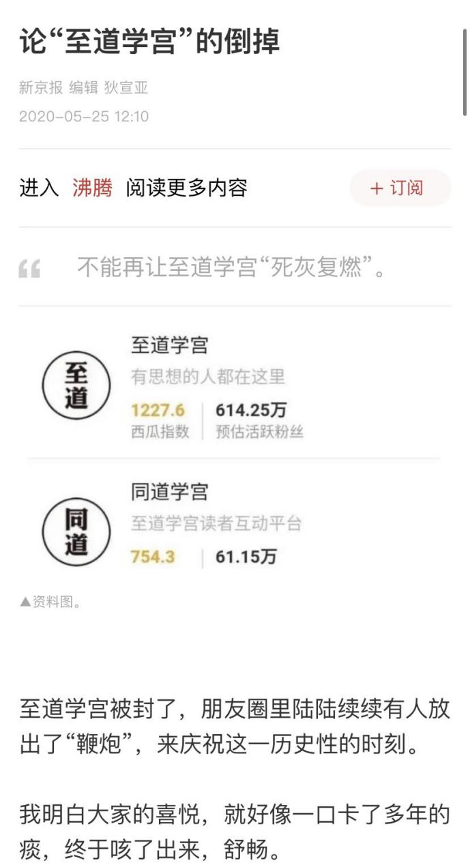 论“至道学宫”的倒掉
新京报 编辑 狄宣亚
2020-05-25 12:10
进入 沸腾 阅读更多内容
+ 订阅
不能再让至道学宫“死灰复燃”。
至道
至道学宫
有思想的人都在这里
1227.6 614.25万
西瓜指数 预估活跃粉丝
同道
同道学宫
至道学宫读者互动平台
754.3 61.15万
▲资料图。
至道学宫被封了，朋友圈里陆陆续续有人放
出了“鞭炮”，来庆祝这一历史性的时刻。
我明白大家的喜悦，就好像一口卡了多年的
痰，终于咳了出来，舒畅。